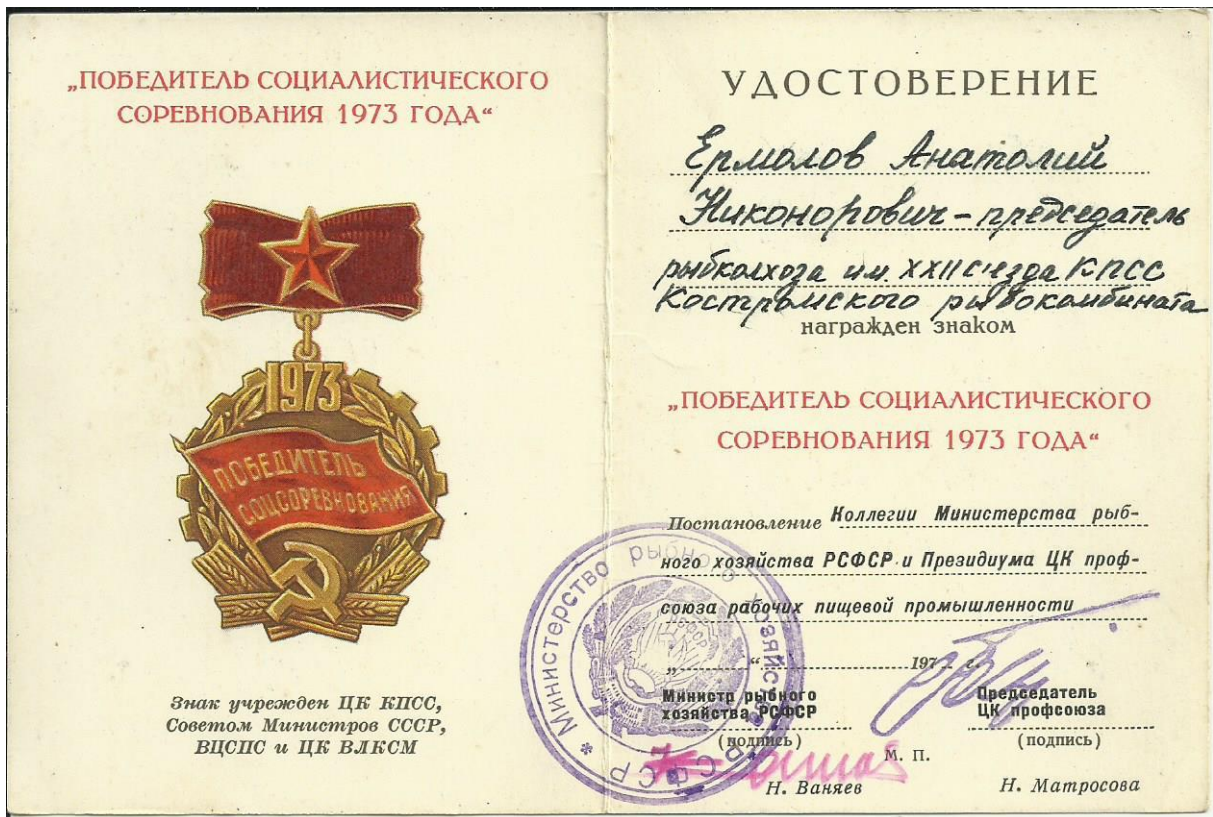 „ПОБЕДИТЕЛЬ СОЦИАЛИСТИЧЕСКОГО
СОРЕВНОВАНИЯ 1973 ГОДА“
1973
ПОБЕДИТЕЛЬ
СОЦСОРЕВНОВАНИЯ
Знак учрежден ЦК КПСС,
Советом Министров СССР,
ВЦСПС и ЦК ВЛКСМ
УДОСТОВЕРЕНИЕ
Ермолов Анатолий
Никонорович – председатель
рыбколхоза им. XXII съезда КПСС
Костромского рыбокомбината
награжден знаком
„ПОБЕДИТЕЛЬ СОЦИАЛИСТИЧЕСКОГО
СОРЕВНОВАНИЯ 1973 ГОДА“
Постановление Коллегии Министерства рыб-
ного хозяйства РСФСР и Президиума ЦК проф-
союза рабочих пищевой промышленности
„ “ 197 г.
Министр рыбного
хозяйства РСФСР
Председатель
ЦК профсоюза
(подпись)
(подпись)
М. П.
Н. Ваняев
Н. Матросова
* Министерство рыбного хозяйства РСФСР